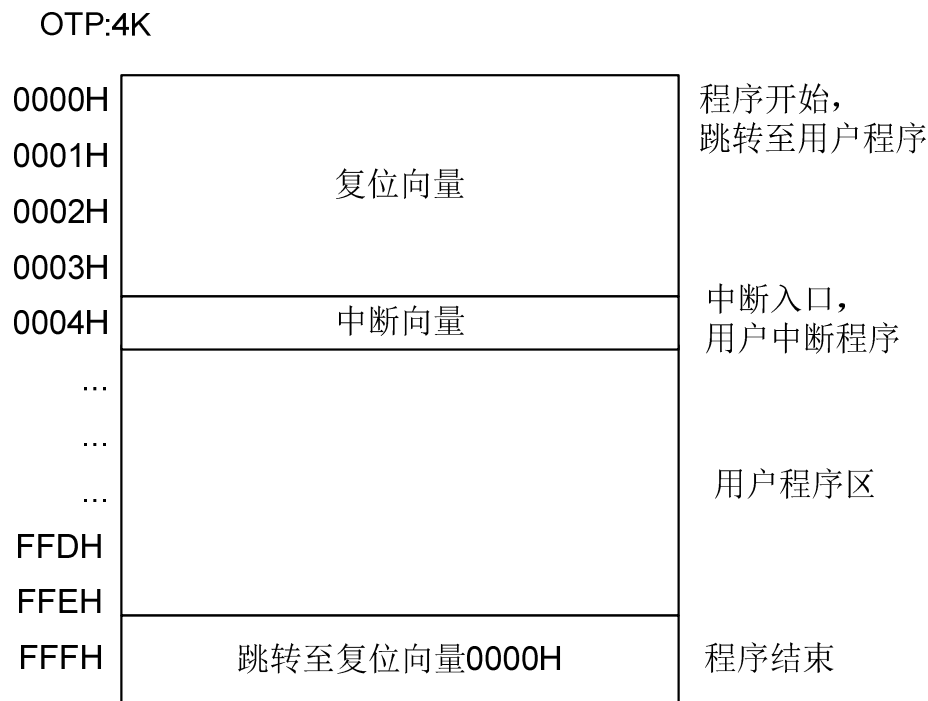 OTP:4K
0000H
程序开始，
跳转至用户程序
0001H
复位向量
0002H
0003H
中断入口，
0004H
中断向量
用户中断程序
...
...
...
用户程序区
FFDH
FFEH
FFFH
跳转至复位向量0000H
程序结束